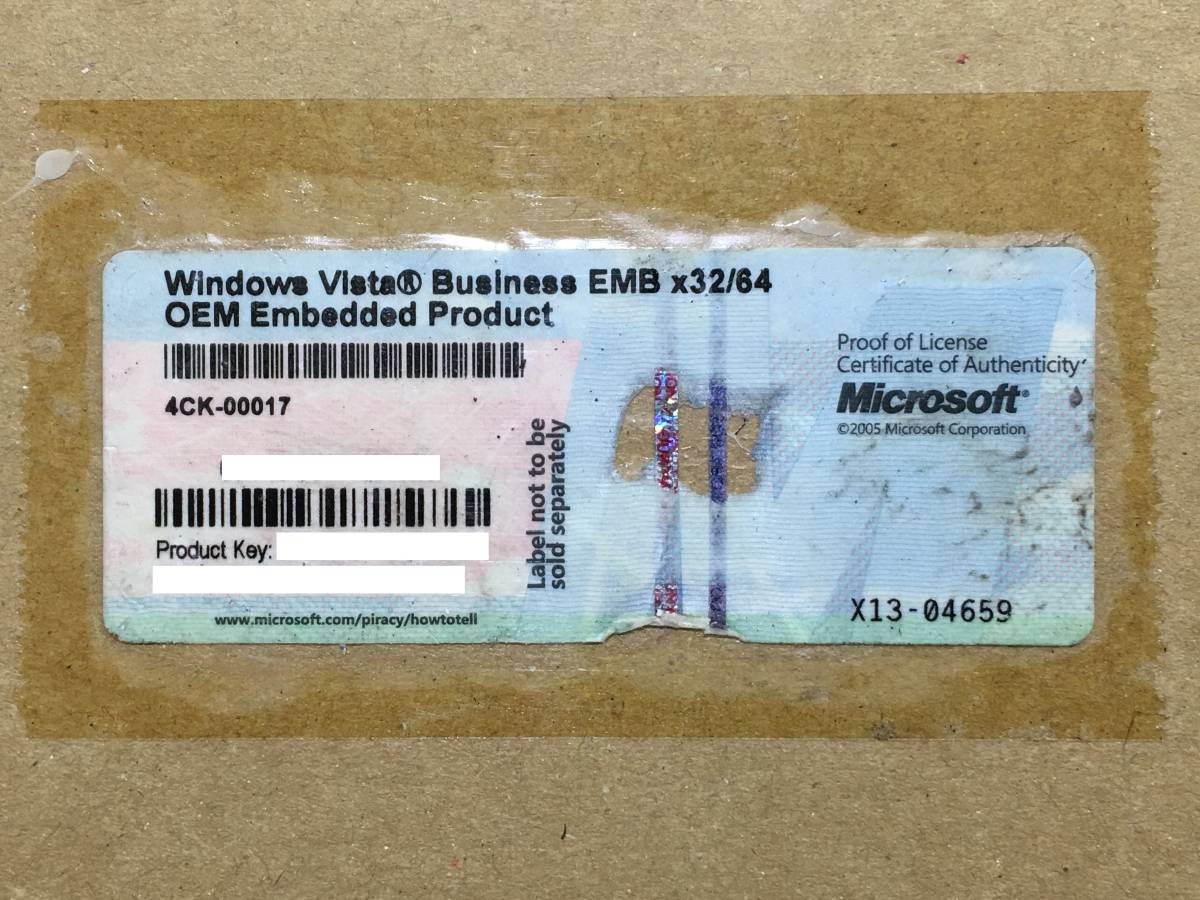 Windows Vista® Business EMB x32/64
OEM Embedded Product
4CK-00017
Product Key:
www.microsoft.com/piracy/howtotell
Label not to be
sold separately
Proof of License
Certificate of Authenticity
Microsoft®
©2005 Microsoft Corporation
X13-04659